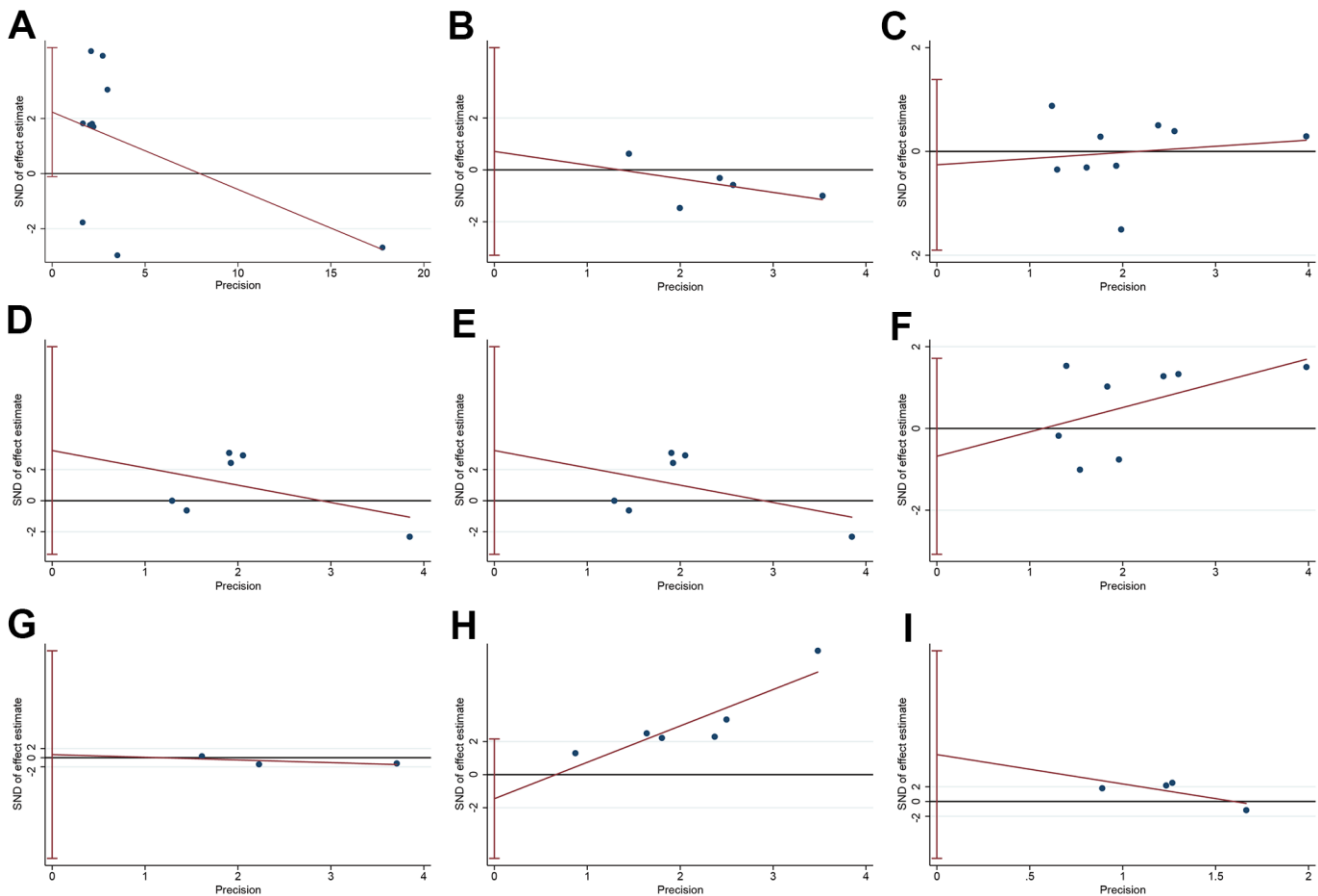 A
SND of effect estimate
2
0
-2
0 5 10 15 20
Precision
B
SND of effect estimate
2
0
-2
0 1 2 3 4
Precision
C
SND of effect estimate
2
0
-2
0 1 2 3 4
Precision
D
SND of effect estimate
2
0
-2
0 1 2 3 4
Precision
E
SND of effect estimate
2
0
-2
0 1 2 3 4
Precision
F
SND of effect estimate
2
0
-2
0 1 2 3 4
Precision
G
SND of effect estimate
2
0
-2
0 1 2 3 4
Precision
H
SND of effect estimate
2
0
-2
0 1 2 3 4
Precision
I
SND of effect estimate
2
0
-2
0 .5 1 1.5 2
Precision